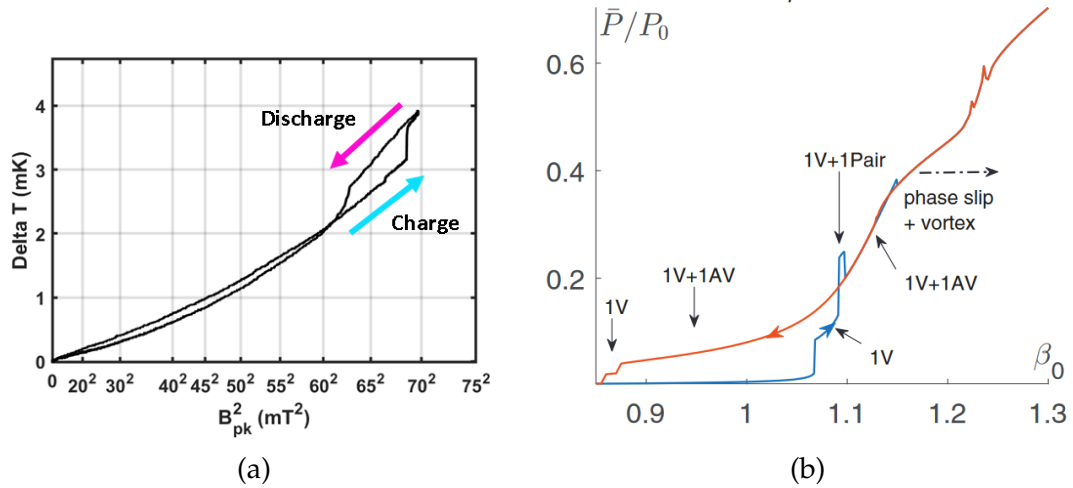 4
3
2
1
0
Delta T (mK)
Discharge
Charge
0 20² 30² 40² 45² 50² 55² 60² 65² 70² 75²
B²pk (mT²)
(a)
P̄/P₀
0.6
0.4
0.2
1V+1Pair
phase slip
+ vortex
1V+1AV
1V
1V+1AV
1V
β₀
0.9 1 1.1 1.2 1.3
(b)